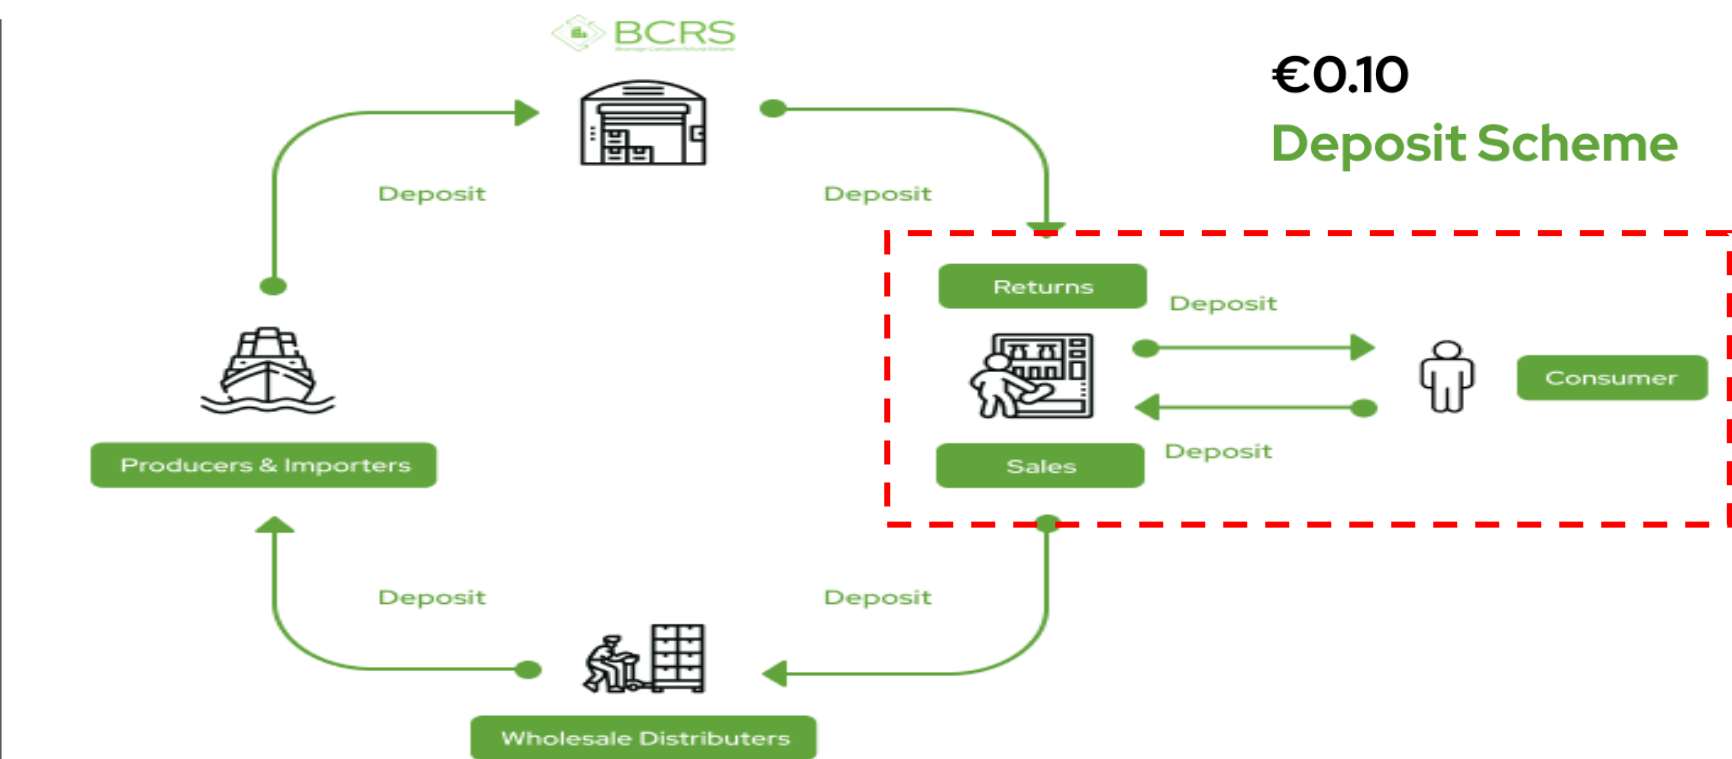 BCRS
€0.10
Deposit Scheme
Deposit
Deposit
Returns
Deposit
Consumer
Producers & Importers
Sales
Deposit
Deposit
Deposit
Wholesale Distributers